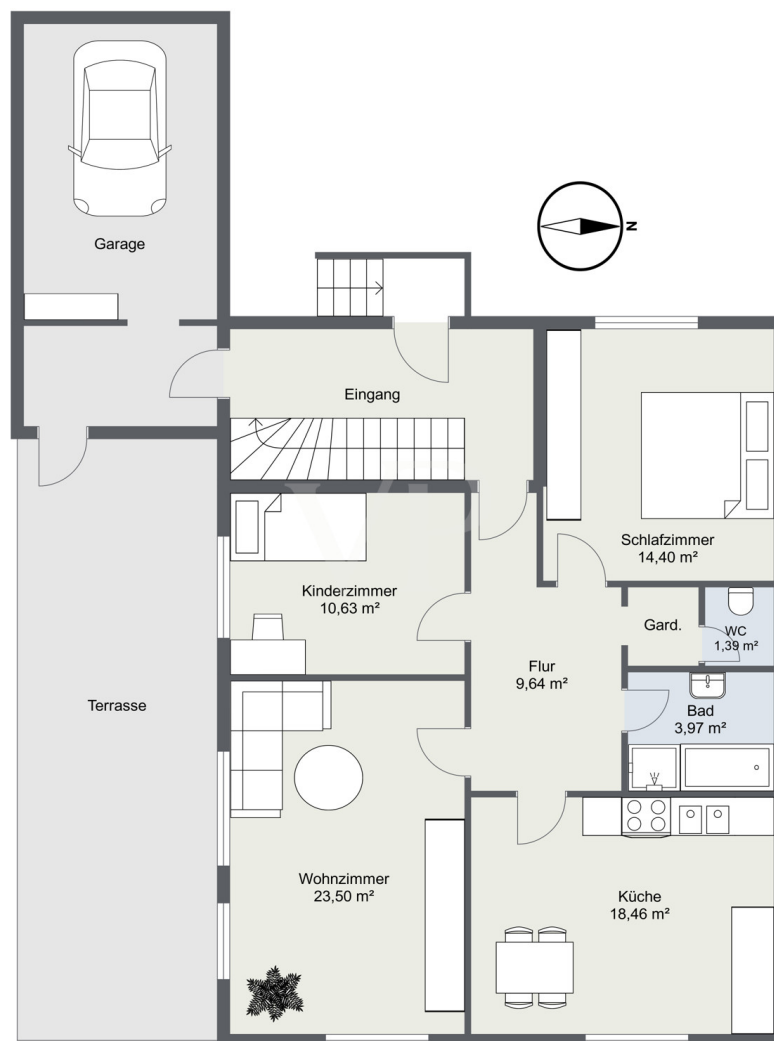 Garage
N
Eingang
Schlafzimmer
14,40 m²
Kinderzimmer
10,63 m²
Gard.
WC
1,39 m²
Flur
9,64 m²
Terrasse
Bad
3,97 m²
Wohnzimmer
23,50 m²
Küche
18,46 m²